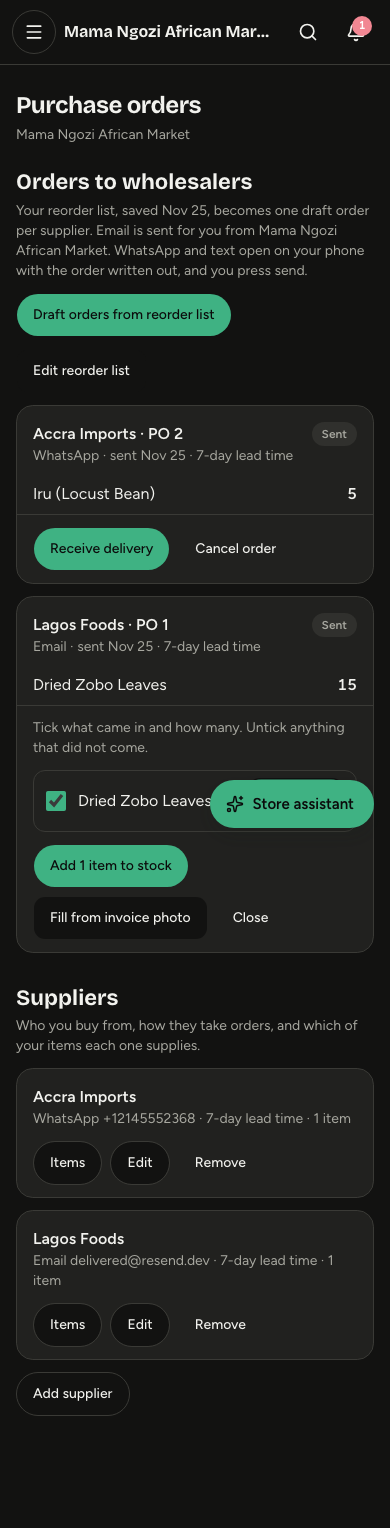 Mama Ngozi African Mar...
1
Purchase orders
Mama Ngozi African Market
Orders to wholesalers
Your reorder list, saved Nov 25, becomes one draft order
per supplier. Email is sent for you from Mama Ngozi
African Market. WhatsApp and text open on your phone
with the order written out, and you press send.
Draft orders from reorder list
Edit reorder list
Accra Imports · PO 2
Sent
WhatsApp · sent Nov 25 · 7-day lead time
Iru (Locust Bean)
5
Receive delivery
Cancel order
Lagos Foods · PO 1
Sent
Email · sent Nov 25 · 7-day lead time
Dried Zobo Leaves
15
Tick what came in and how many. Untick anything
that did not come.
Dried Zobo Leaves
Store assistant
Add 1 item to stock
Fill from invoice photo
Close
Suppliers
Who you buy from, how they take orders, and which of
your items each one supplies.
Accra Imports
WhatsApp +12145552368 · 7-day lead time · 1 item
Items
Edit
Remove
Lagos Foods
Email delivered@resend.dev · 7-day lead time · 1
item
Items
Edit
Remove
Add supplier